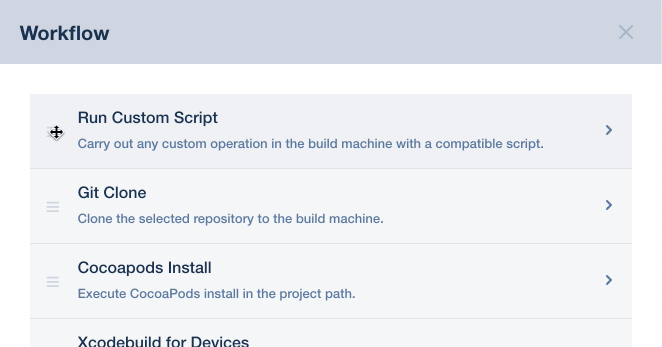 Workflow
Run Custom Script
Carry out any custom operation in the build machine with a compatible script.
Git Clone
Clone the selected repository to the build machine.
Cocoapods Install
Execute CocoaPods install in the project path.
Xcodebuild for Devices